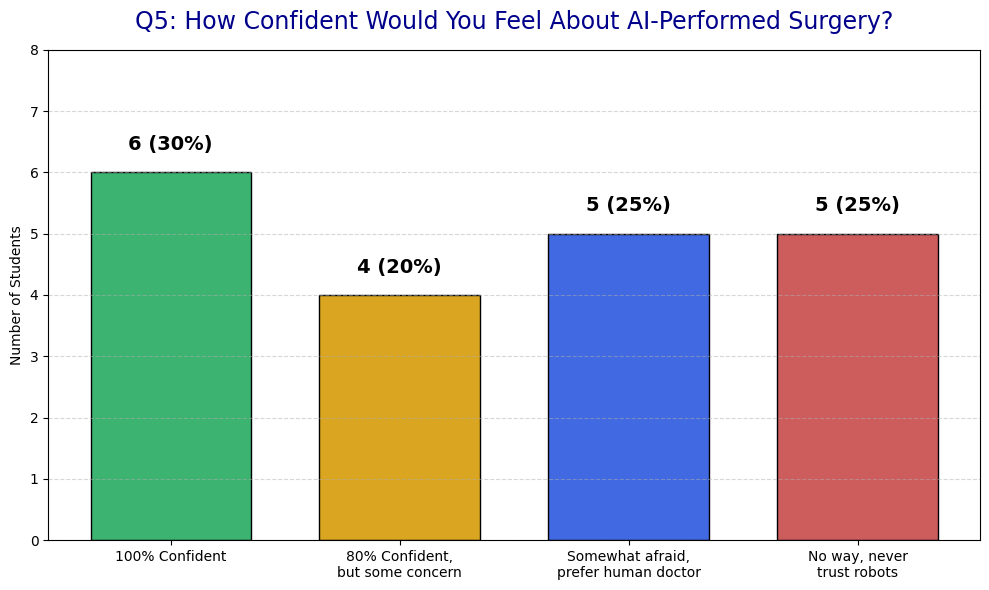 Q5: How Confident Would You Feel About AI-Performed Surgery?
Number of Students
8
7
6
5
4
3
2
1
0
6 (30%)
4 (20%)
5 (25%)
5 (25%)
100% Confident
80% Confident,
but some concern
Somewhat afraid,
prefer human doctor
No way, never
trust robots